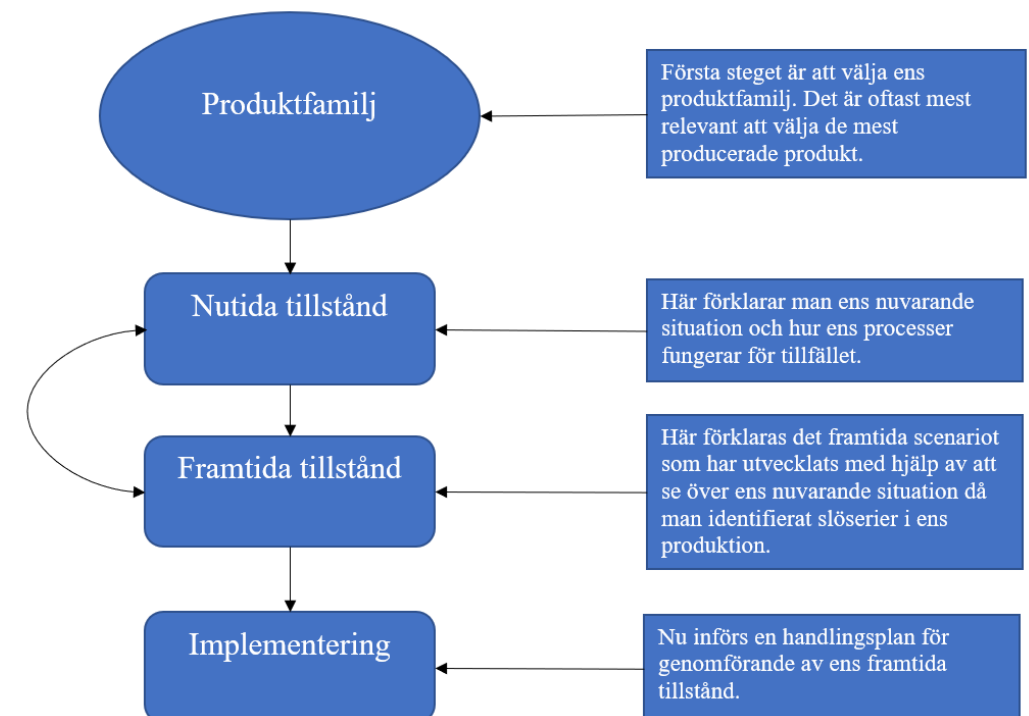 Produktfamilj
Första steget är att välja ens
produktfamilj. Det är oftast mest
relevant att välja de mest
producerade produkt.
Nutida tillstånd
Här förklarar man ens nuvarande
situation och hur ens processer
fungerar för tillfället.
Framtida tillstånd
Här förklaras det framtida scenariot
som har utvecklats med hjälp av att
se över ens nuvarande situation då
man identifierat slöserier i ens
produktion.
Implementering
Nu införs en handlingsplan för
genomförande av ens framtida
tillstånd.